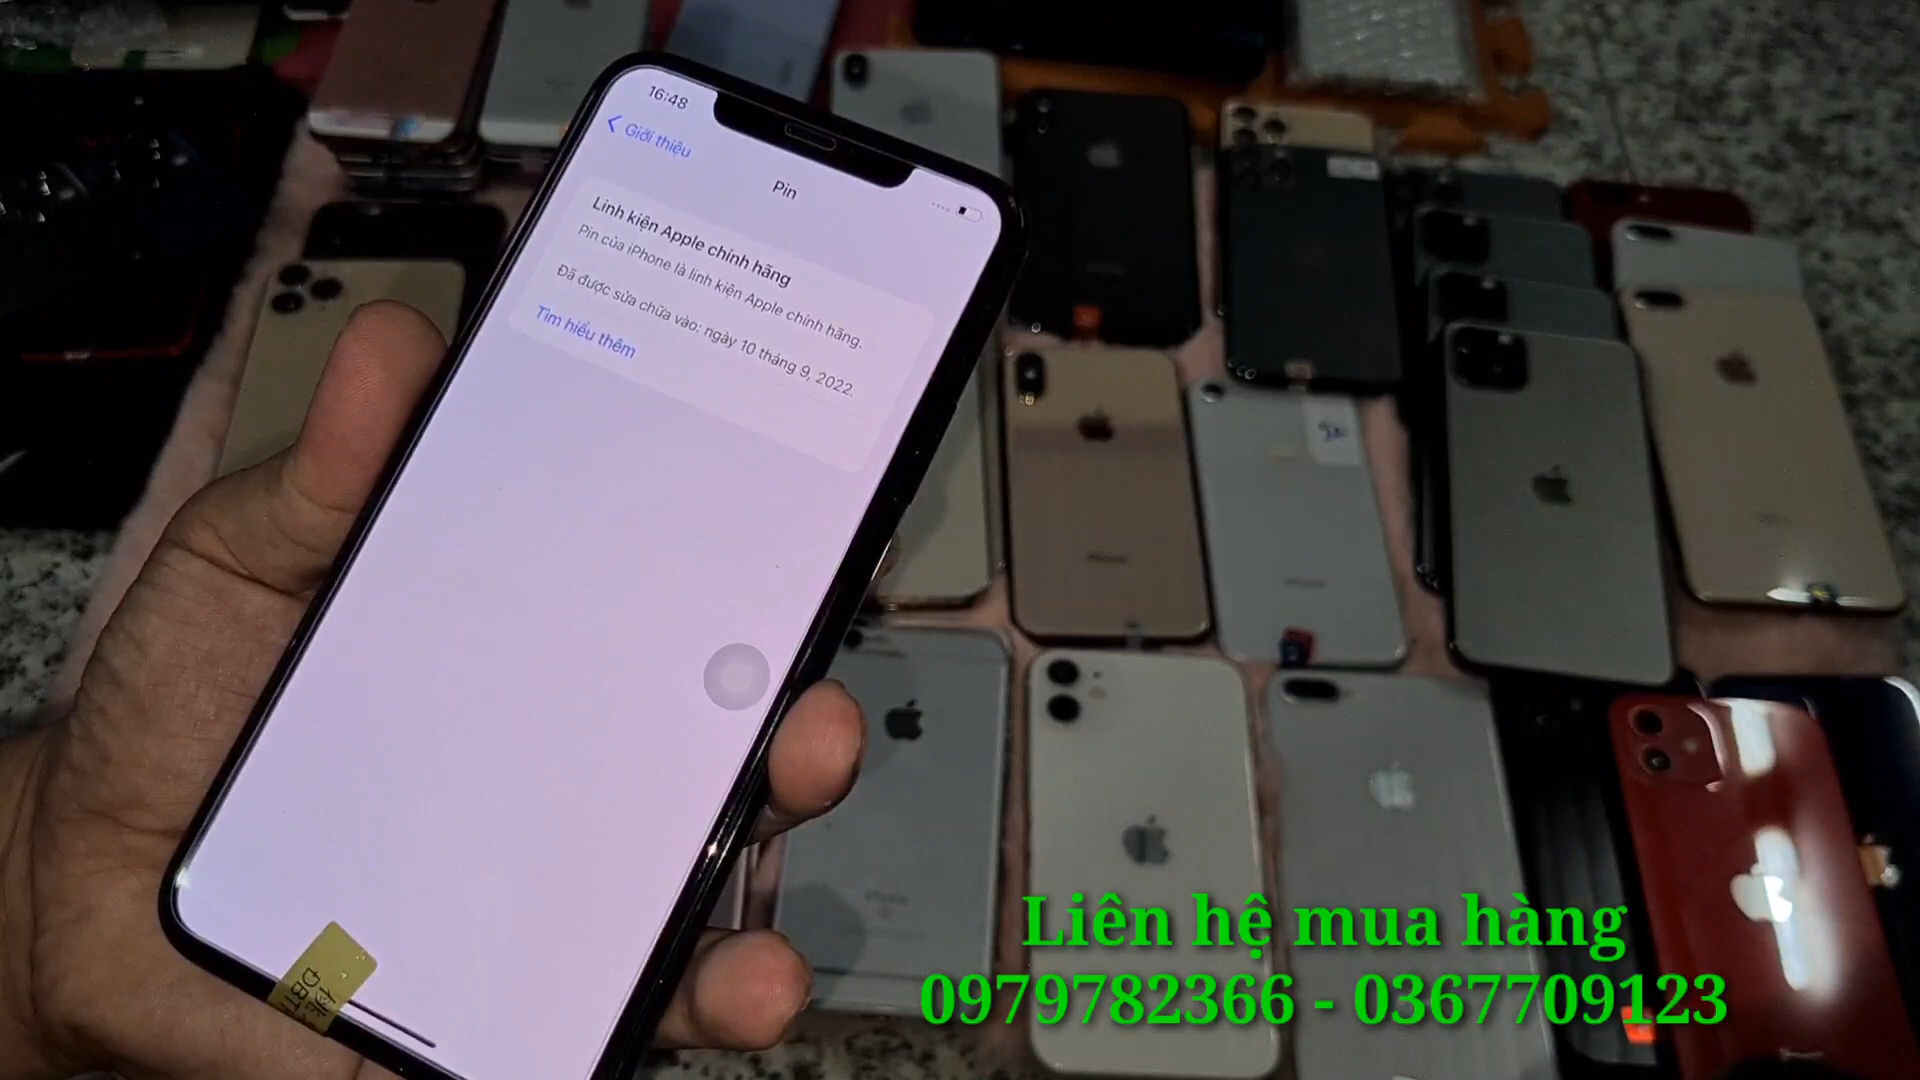 16:48
Giới thiệu
Pin
Linh kiện Apple chính hãng
Pin của iPhone là linh kiện Apple chính hãng.
Đã được sửa chữa vào: ngày 10 tháng 9, 2022.
Tìm hiểu thêm
Liên hệ mua hàng
0979782366 - 0367709123